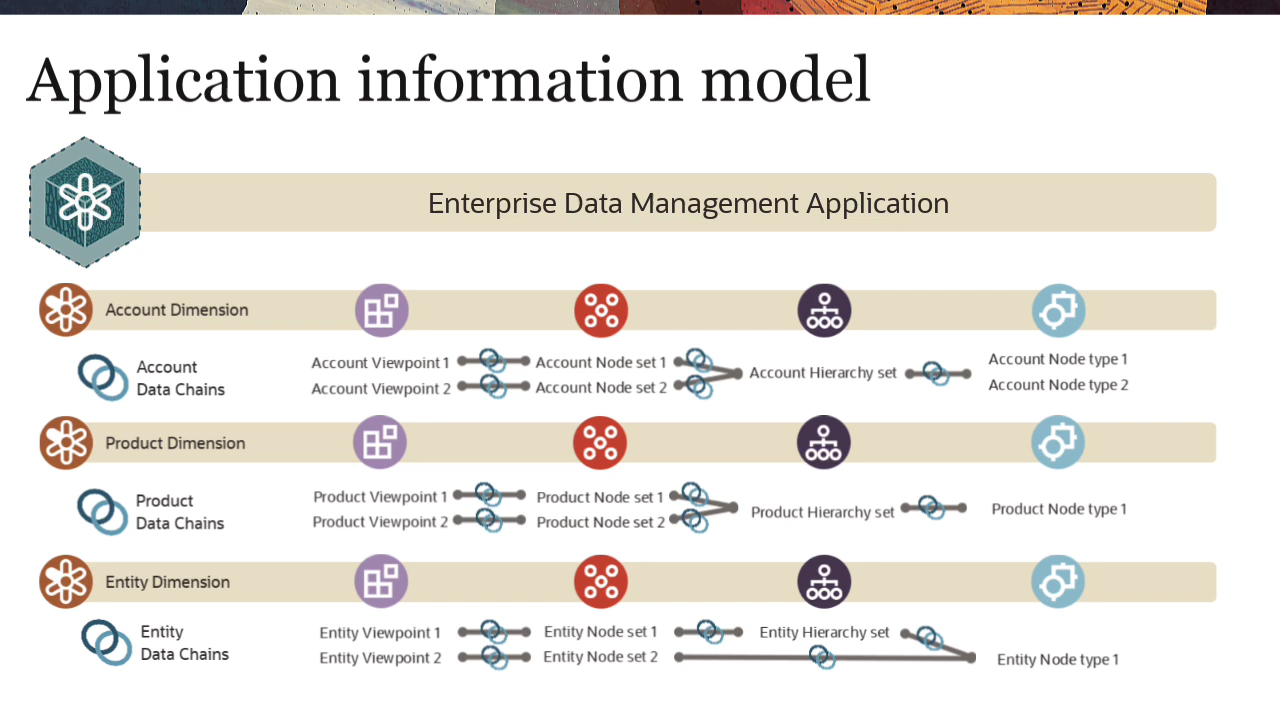 Application information model
Enterprise Data Management Application
Account Dimension
Account
Data Chains
Account Viewpoint 1
Account Viewpoint 2
Account Node set 1
Account Node set 2
Account Hierarchy set
Account Node type 1
Account Node type 2
Product Dimension
Product
Data Chains
Product Viewpoint 1
Product Viewpoint 2
Product Node set 1
Product Node set 2
Product Hierarchy set
Product Node type 1
Entity Dimension
Entity
Data Chains
Entity Viewpoint 1
Entity Viewpoint 2
Entity Node set 1
Entity Node set 2
Entity Hierarchy set
Entity Node type 1